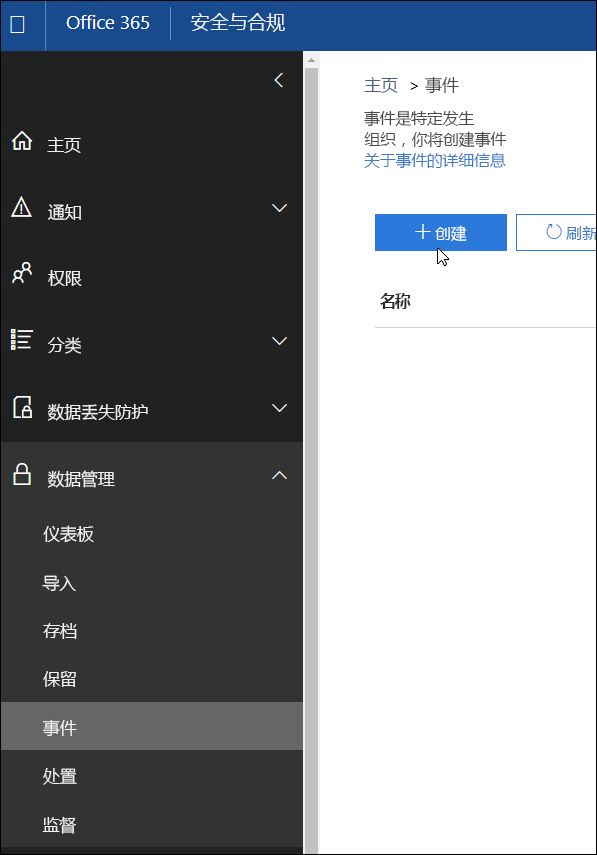 Office 365 安全与合规
主页
通知
权限
分类
数据丢失防护
数据管理
仪表板
导入
存档
保留
事件
处置
监督
主页 > 事件
事件是特定发生
组织，你将创建事件
关于事件的详细信息
创建 刷新
名称